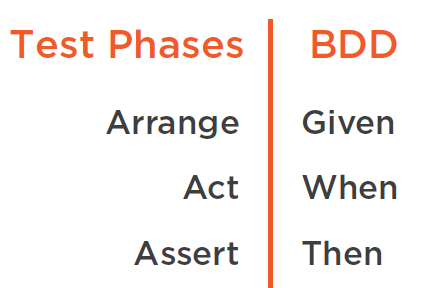 Test Phases BDD
Arrange Given
Act When
Assert Then